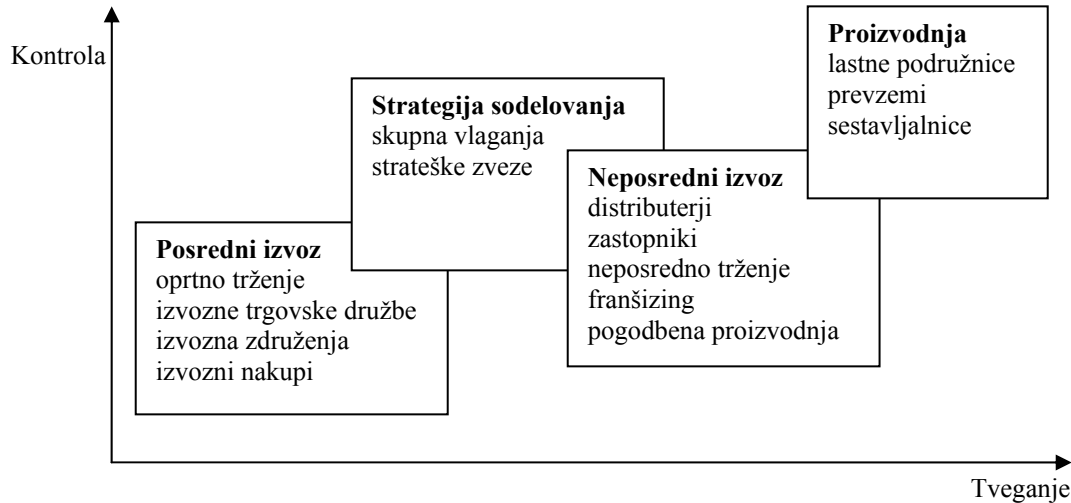 Kontrola
Proizvodnja
lastne podružnice
prevzemi
sestavljalnice
Strategija sodelovanja
skupna vlaganja
strateške zveze
Neposredni izvoz
distributerji
zastopniki
neposredno trženje
franšizing
pogodbena proizvodnja
Posredni izvoz
oprtno trženje
izvozne trgovske družbe
izvozna združenja
izvozni nakupi
Tveganje